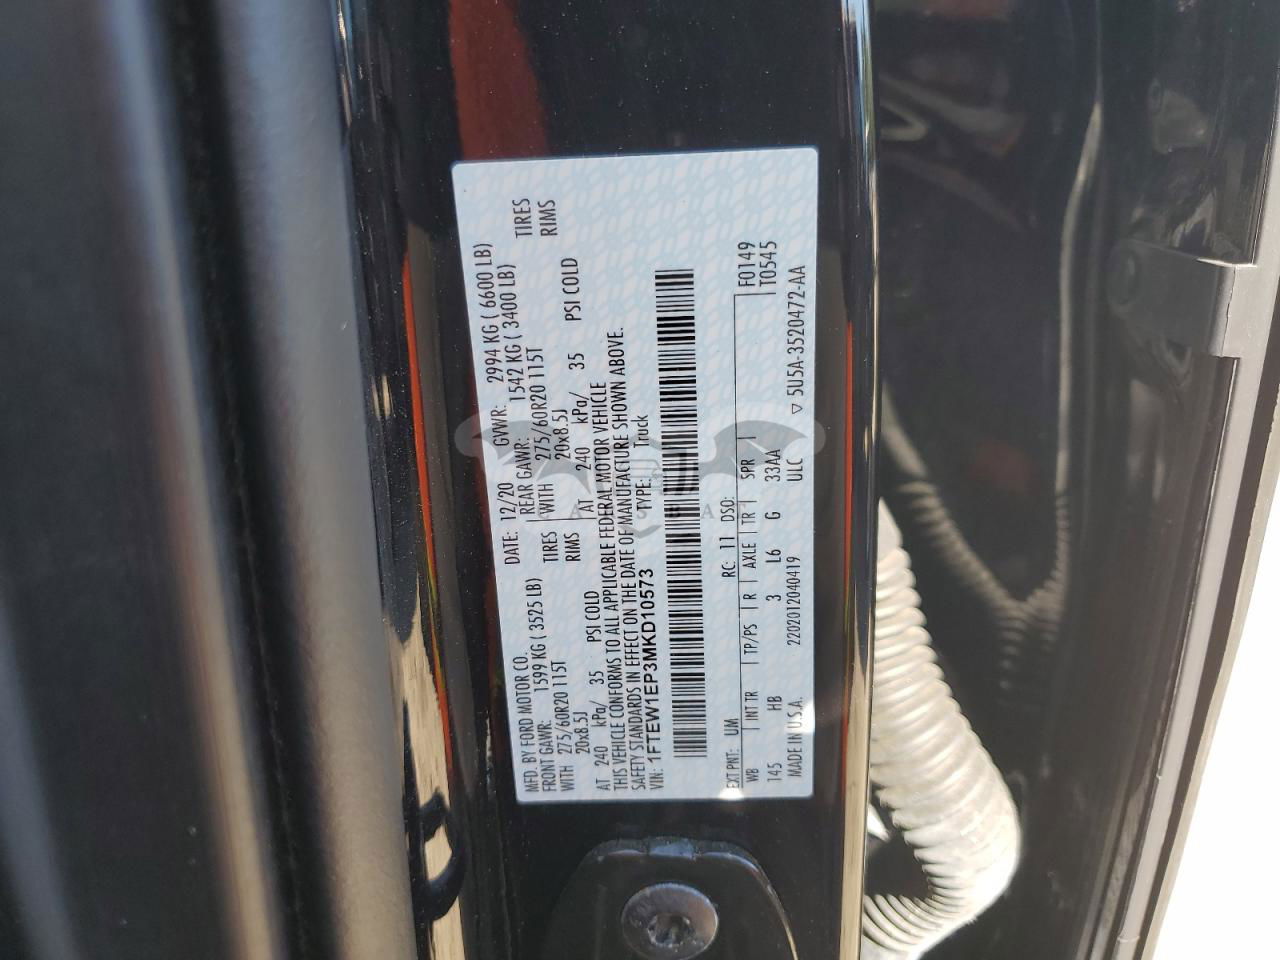 MFD. BY FORD MOTOR CO.
DATE: 12/20 GVWR: 2994 KG ( 6600 LB)
FRONT GAWR: 1599 KG ( 3525 LB) REAR GAWR: 1542 KG ( 3400 LB)
WITH 275/60R20 115T TIRES WITH 275/60R20 115T TIRES
20x8.5J RIMS 20x8.5J RIMS
AT 240 kPa/ 35 PSI COLD AT 240 kPa/ 35 PSI COLD
THIS VEHICLE CONFORMS TO ALL APPLICABLE FEDERAL MOTOR VEHICLE
SAFETY STANDARDS IN EFFECT ON THE DATE OF MANUFACTURE SHOWN ABOVE.
VIN: 1FTEW1EP3MKD10573 TYPE: Truck
EXT PNT: UM RC: 11 DSO: F0149
WB INT TR TP/PS R AXLE TR SPR T0545
145 HB 3 L6 G 33AA
MADE IN U.S.A. 220201204​0419 ULC ▽ 5U5A-3520472-AA